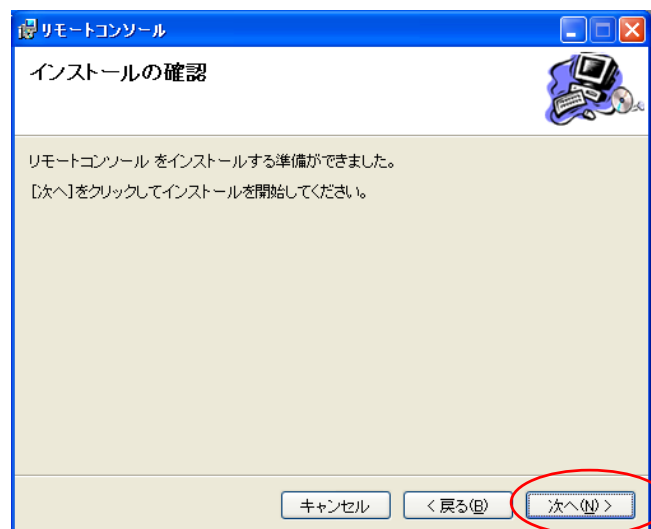 リモートコンソール
インストールの確認
リモートコンソール をインストールする準備ができました。
[次へ]をクリックしてインストールを開始してください。
キャンセル
< 戻る(B)
次へ(N) >